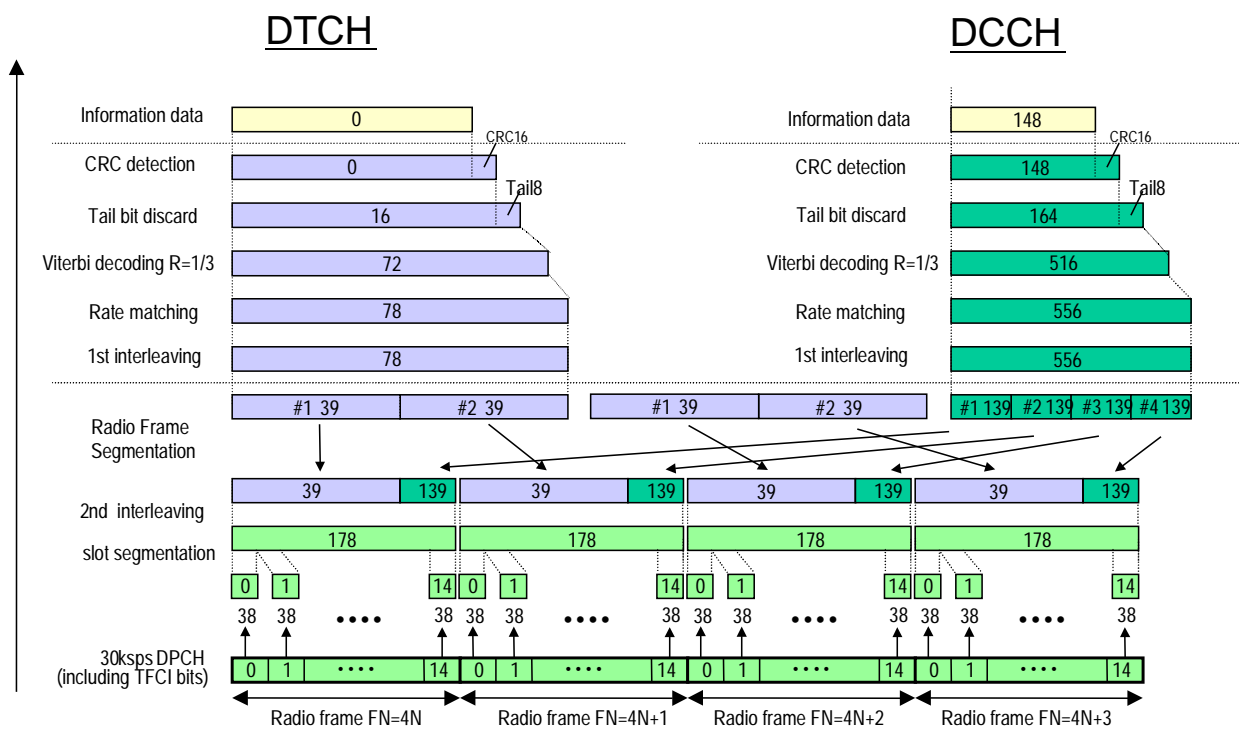 DTCH DCCH
Information data 0 Information data 148
CRC16 CRC16
CRC detection 0 CRC detection 148
Tail8 Tail8
Tail bit discard 16 Tail bit discard 164
Viterbi decoding R=1/3 72 Viterbi decoding R=1/3 516
Rate matching 78 Rate matching 556
1st interleaving 78 1st interleaving 556
#1 39 #2 39 #1 39 #2 39 #1 139 #2 139 #3 139 #4 139
Radio Frame
Segmentation
39 139 39 139 39 139 39 139
2nd interleaving
178 178 178 178
slot segmentation
0 1 14 0 1 14 0 1 14 0 1 14
38 38 •••• 38 38 38 •••• 38 38 38 •••• 38 38 38 •••• 38
30ksps DPCH
(including TFCI bits)
0 1 •••• 14 0 1 •••• 14 0 1 •••• 14 0 1 •••• 14
Radio frame FN=4N Radio frame FN=4N+1 Radio frame FN=4N+2 Radio frame FN=4N+3